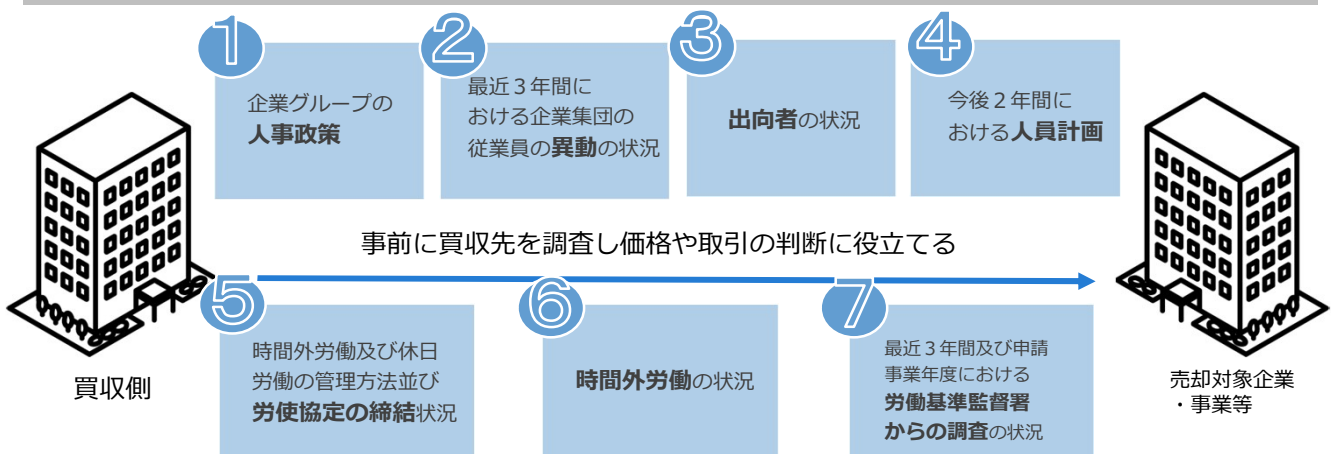 1
企業グループの
人事政策
2
最近３年間に
おける企業集団の
従業員の異動の状況
3
出向者の状況
4
今後２年間に
おける人員計画
事前に買収先を調査し価格や取引の判断に役立てる
買収側
5
時間外労働及び休日
労働の管理方法並び
労使協定の締結状況
6
時間外労働の状況
7
最近３年間及び申請
事業年度における
労働基準監督署
からの調査の状況
売却対象企業
・事業等